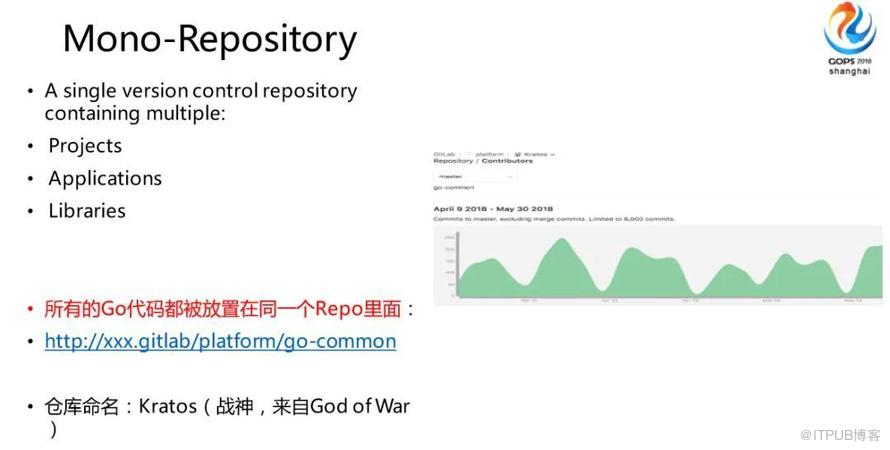 Mono-Repository
GOPS 2018
shanghai
• A single version control repository
containing multiple:
• Projects
• Applications
• Libraries
GitLab platform / Kratos
Repository / Contributors
master
go-common
April 9 2018 - May 30 2018
Commits to master, excluding merge commits. Limited to 6,000 commits.
• 所有的Go代码都被放置在同一个Repo里面：
• http://xxx.gitlab/platform/go-common
• 仓库命名：Kratos（战神，来自God of War
）
@ITPUB博客